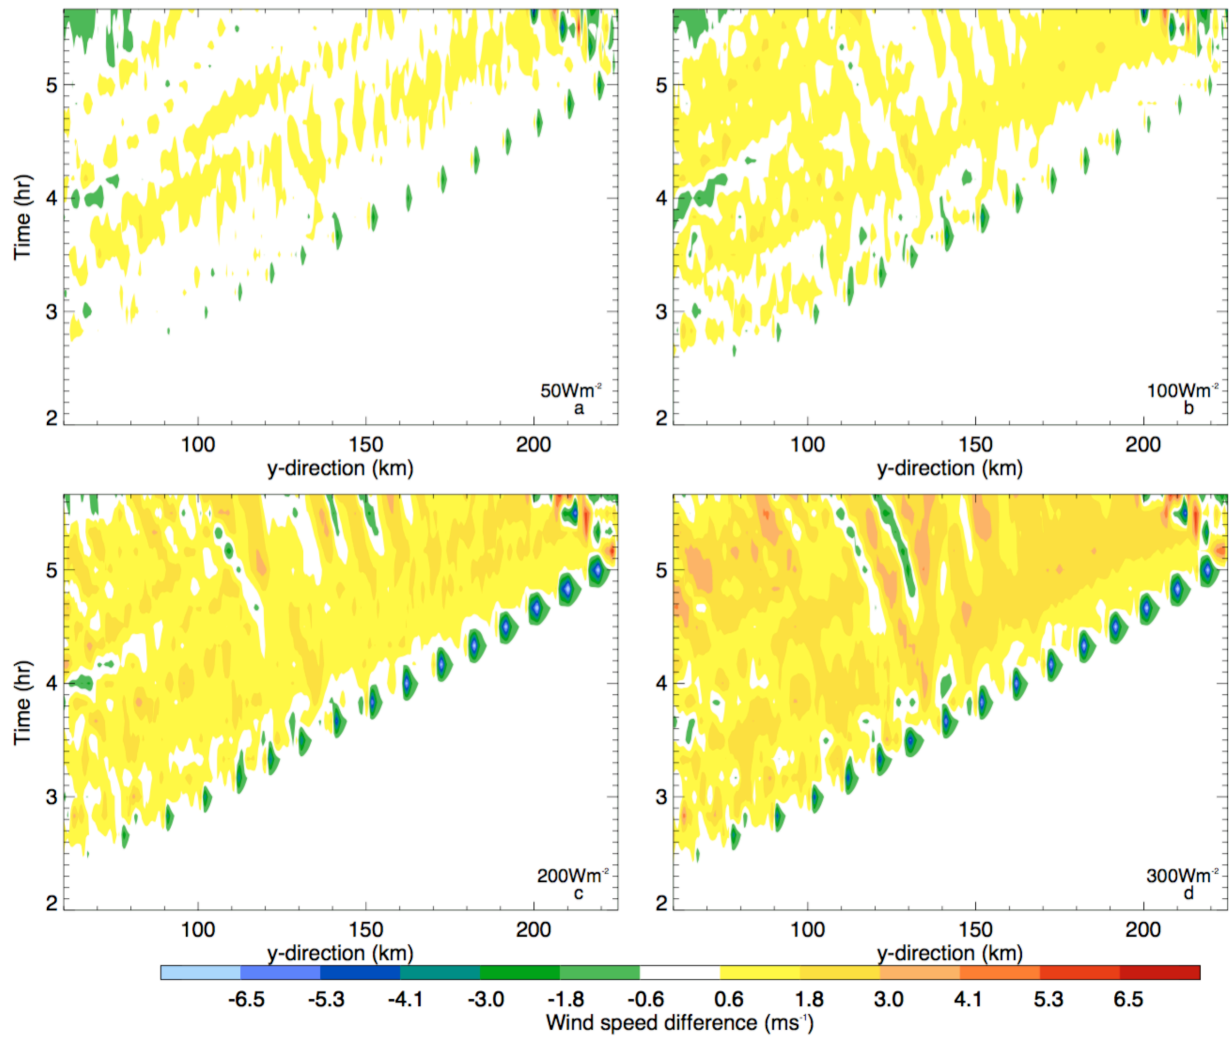 5
4
3
2
Time (hr)
100 150 200
y-direction (km)
50Wm-2
a
100 150 200
y-direction (km)
100Wm-2
b
5
4
3
2
Time (hr)
100 150 200
y-direction (km)
200Wm-2
c
5
4
3
2
100 150 200
y-direction (km)
300Wm-2
d
5
4
3
2
-6.5 -5.3 -4.1 -3.0 -1.8 -0.6 0.6 1.8 3.0 4.1 5.3 6.5
Wind speed difference (ms-1)